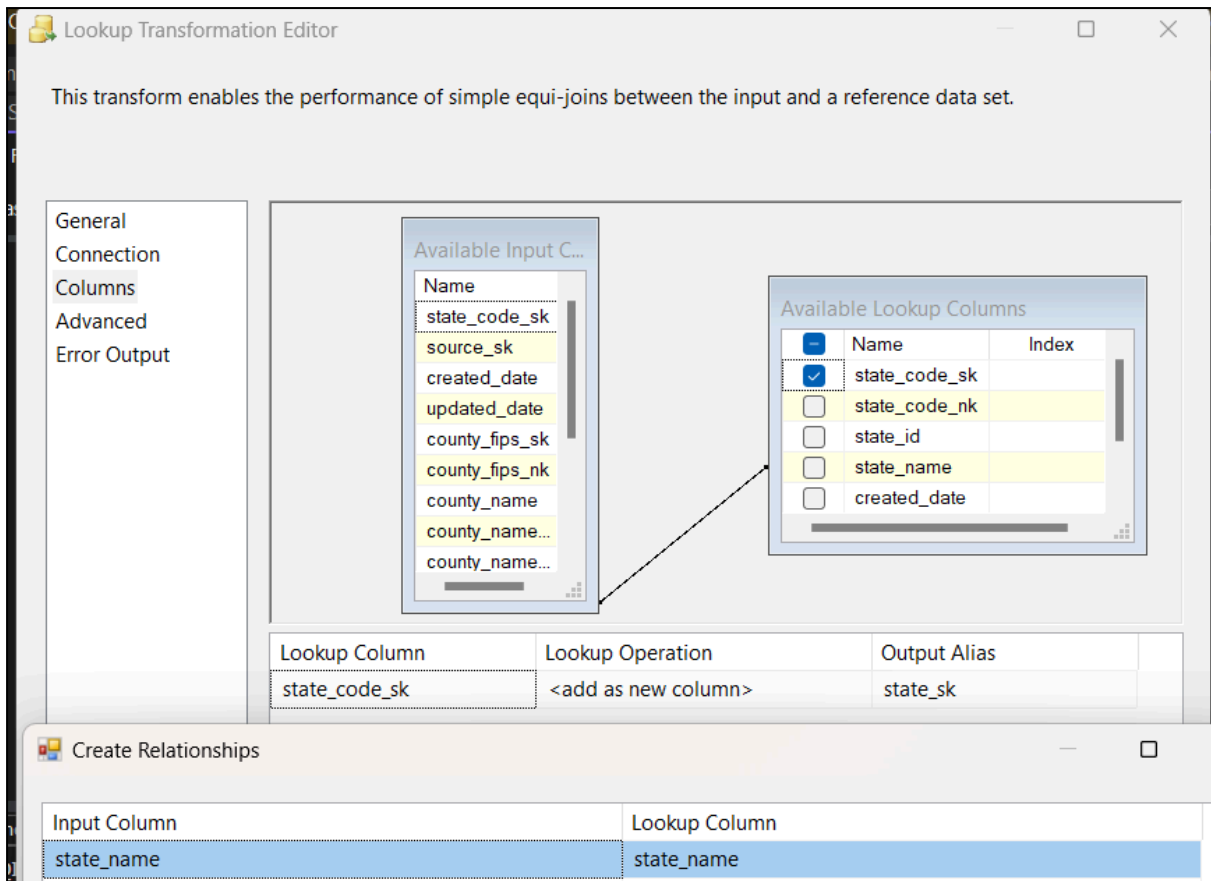 Lookup Transformation Editor
This transform enables the performance of simple equi-joins between the input and a reference data set.
General
Connection
Columns
Advanced
Error Output
Available Input C...
Name
state_code_sk
source_sk
created_date
updated_date
county_fips_sk
county_fips_nk
county_name
county_name...
county_name...
Available Lookup Columns
Name Index
state_code_sk
state_code_nk
state_id
state_name
created_date
Lookup Column Lookup Operation Output Alias
state_code_sk <add as new column> state_sk
Create Relationships
Input Column Lookup Column
state_name state_name